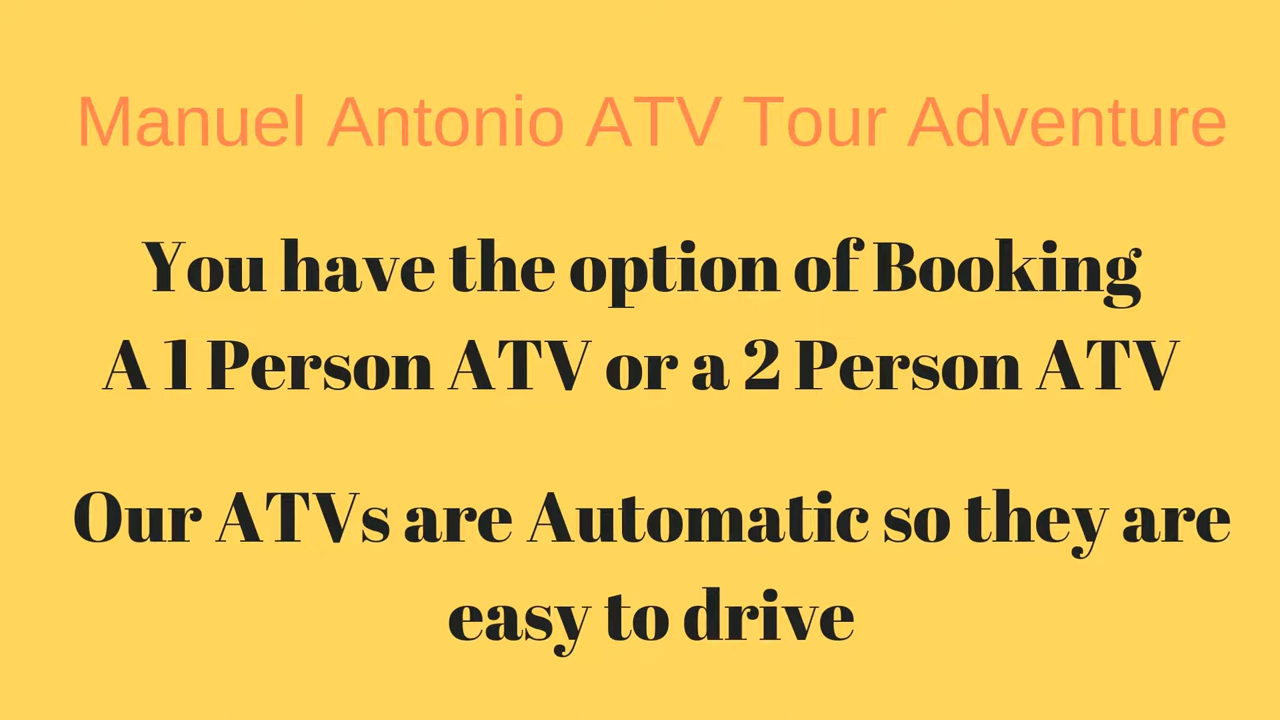 Manuel Antonio ATV Tour Adventure
You have the option of Booking
A 1 Person ATV or a 2 Person ATV
Our ATVs are Automatic so they are
easy to drive